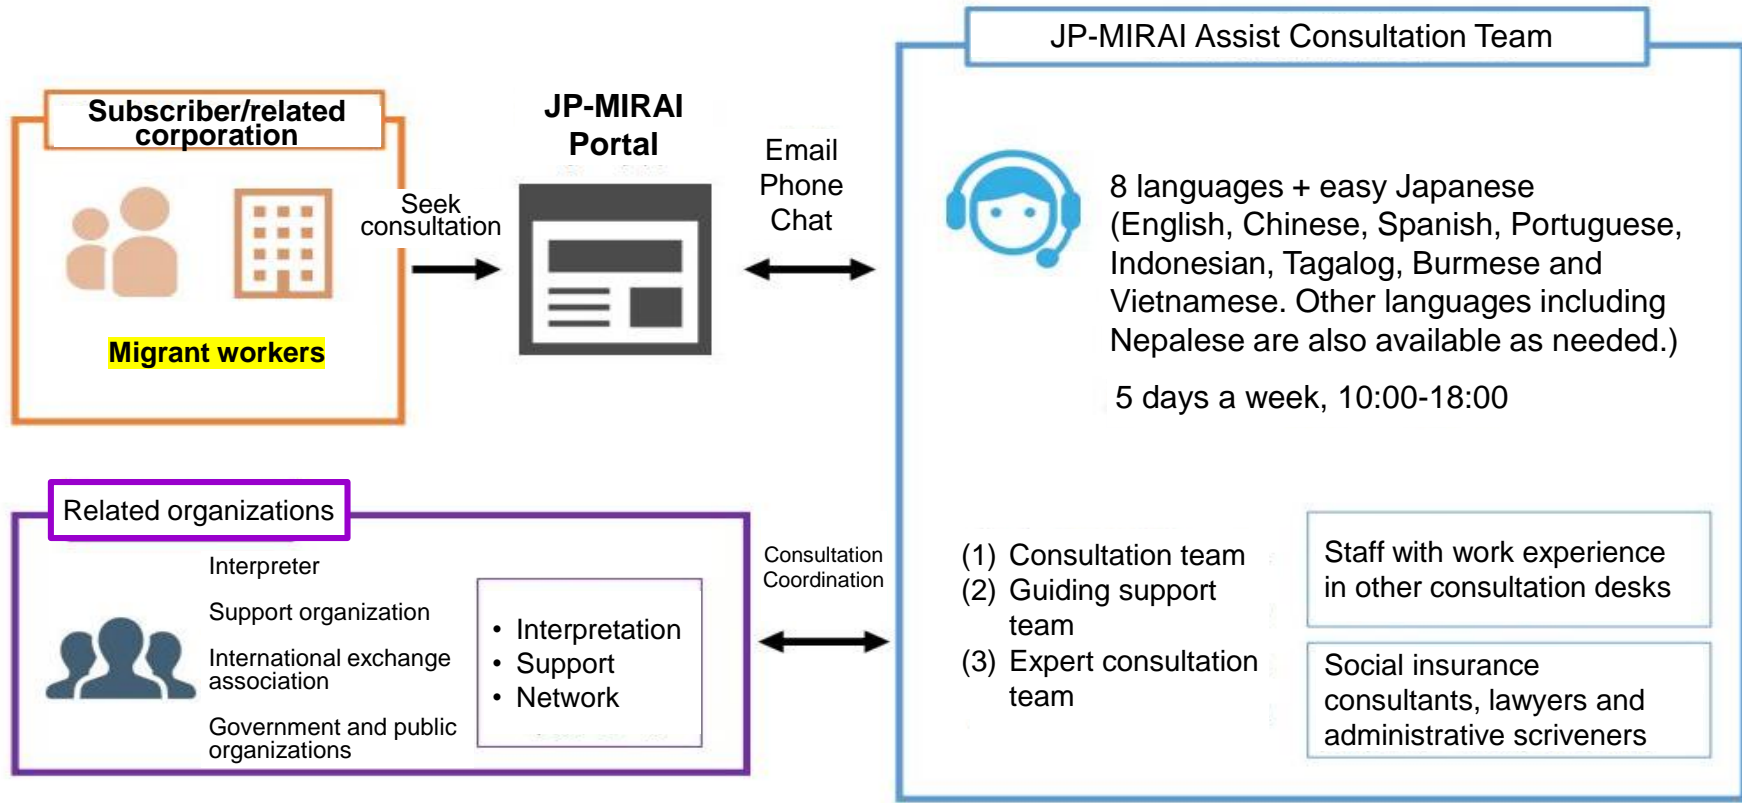 JP-MIRAI Assist Consultation Team
Subscriber/related
corporation
Migrant workers
Seek
consultation
JP-MIRAI
Portal
Email
Phone
Chat
8 languages + easy Japanese
(English, Chinese, Spanish, Portuguese,
Indonesian, Tagalog, Burmese and
Vietnamese. Other languages including
Nepalese are also available as needed.)
5 days a week, 10:00-18:00
Related organizations
Interpreter
Support organization
International exchange
association
Government and public
organizations
• Interpretation
• Support
• Network
Consultation
Coordination
(1) Consultation team
(2) Guiding support
team
(3) Expert consultation
team
Staff with work experience
in other consultation desks
Social insurance
consultants, lawyers and
administrative scriveners